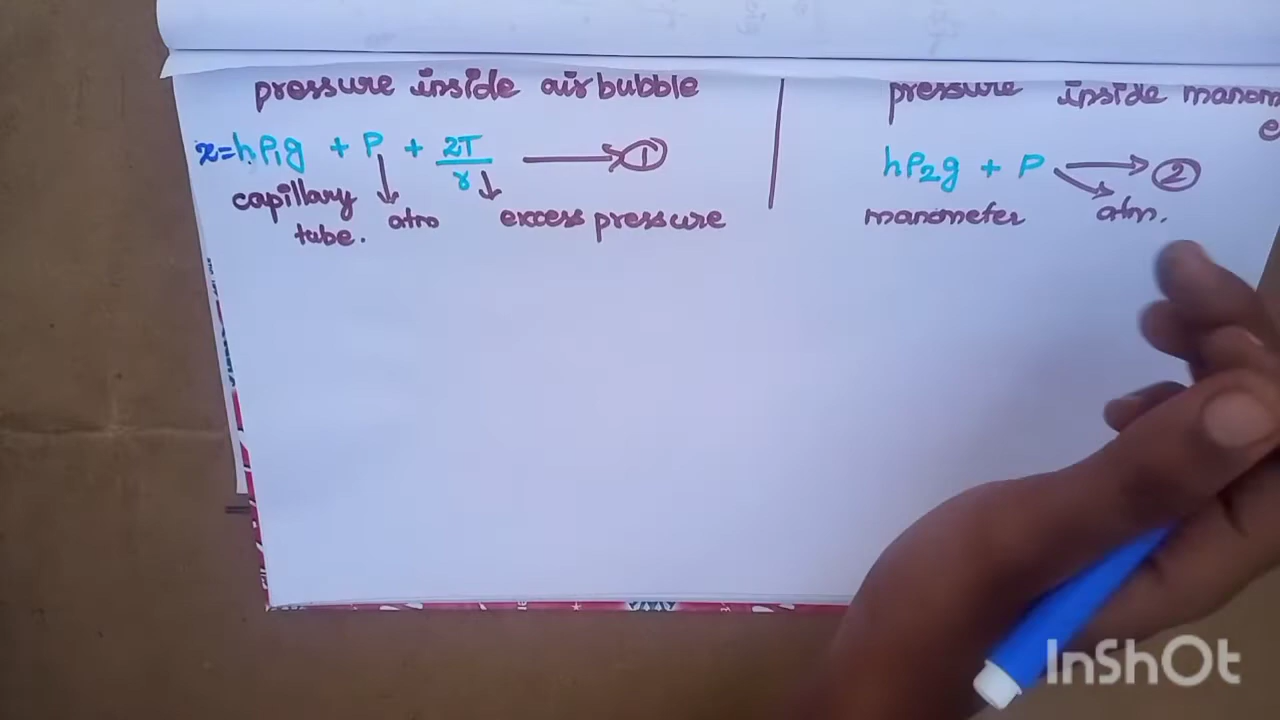 pressure inside air bubble
x=hρ₁g + P + 2T/r → ①
capillary tube.
atm
excess pressure
pressure inside manom
e
hρ₂g + P → ②
manometer
atm.
InShOt